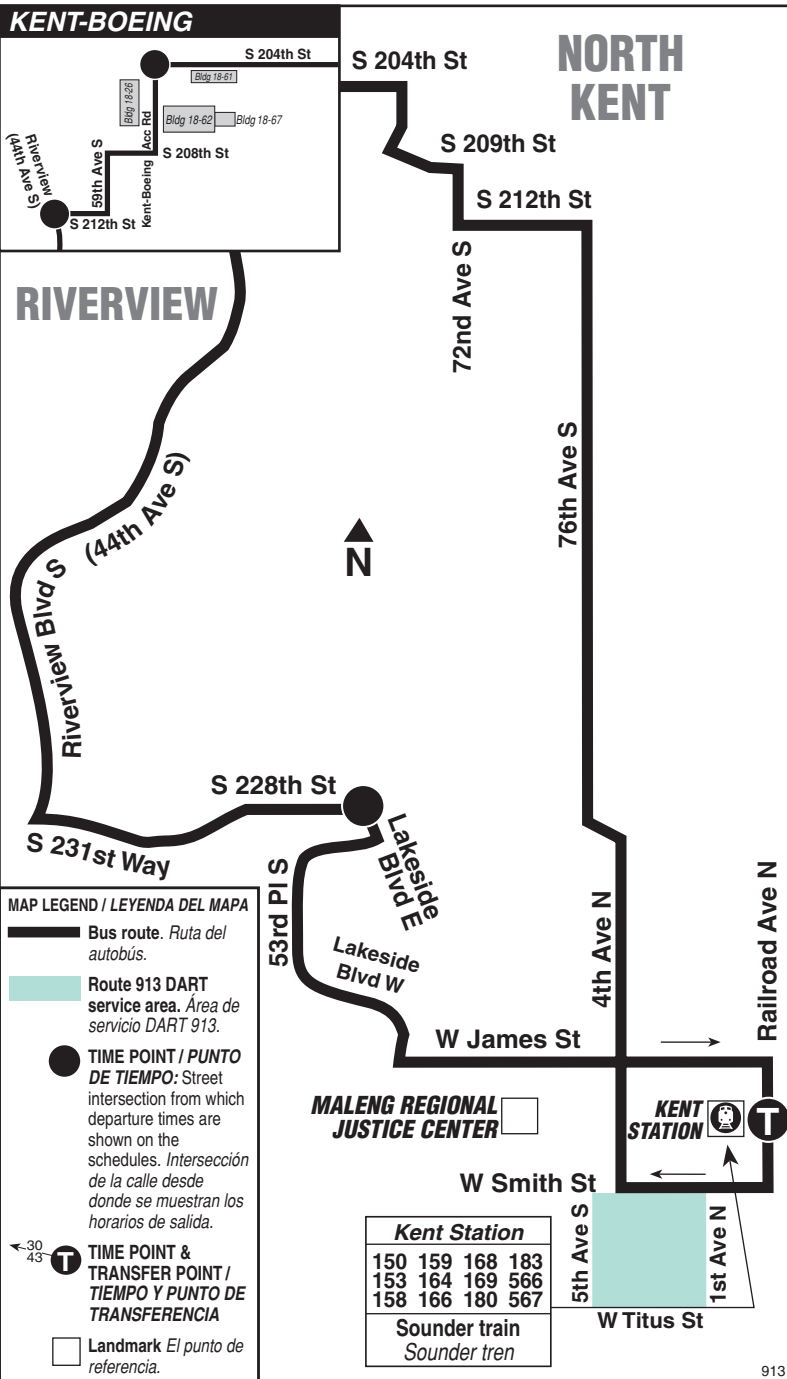 KENT-BOEING
S 204th St
Bldg 18-61
Bldg 18-26
Bldg 18-62
Bldg 18-67
Kent-Boeing Acc Rd
59th Ave S
S 208th St
Riverview
(44th Ave S)
S 212th St
NORTH
KENT
S 204th St
S 209th St
S 212th St
72nd Ave S
76th Ave S
RIVERVIEW
Riverview Blvd S (44th Ave S)
N
S 228th St
S 231st Way
Lakeside
Blvd E
53rd Pl S
Lakeside
Blvd W
4th Ave N
Railroad Ave N
W James St
MALENG REGIONAL
JUSTICE CENTER
KENT
STATION
T
W Smith St
5th Ave S
1st Ave N
W Titus St
Kent Station
150 159 168 183
153 164 169 566
158 166 180 567
Sounder train
Sounder tren
MAP LEGEND / LEYENDA DEL MAPA
Bus route. Ruta del
autobús.
Route 913 DART
service area. Área de
servicio DART 913.
TIME POINT / PUNTO
DE TIEMPO: Street
intersection from which
departure times are
shown on the
schedules. Intersección
de la calle desde
donde se muestran los
horarios de salida.
30
43
T
TIME POINT &
TRANSFER POINT /
TIEMPO Y PUNTO DE
TRANSFERENCIA
Landmark El punto de
referencia.
913